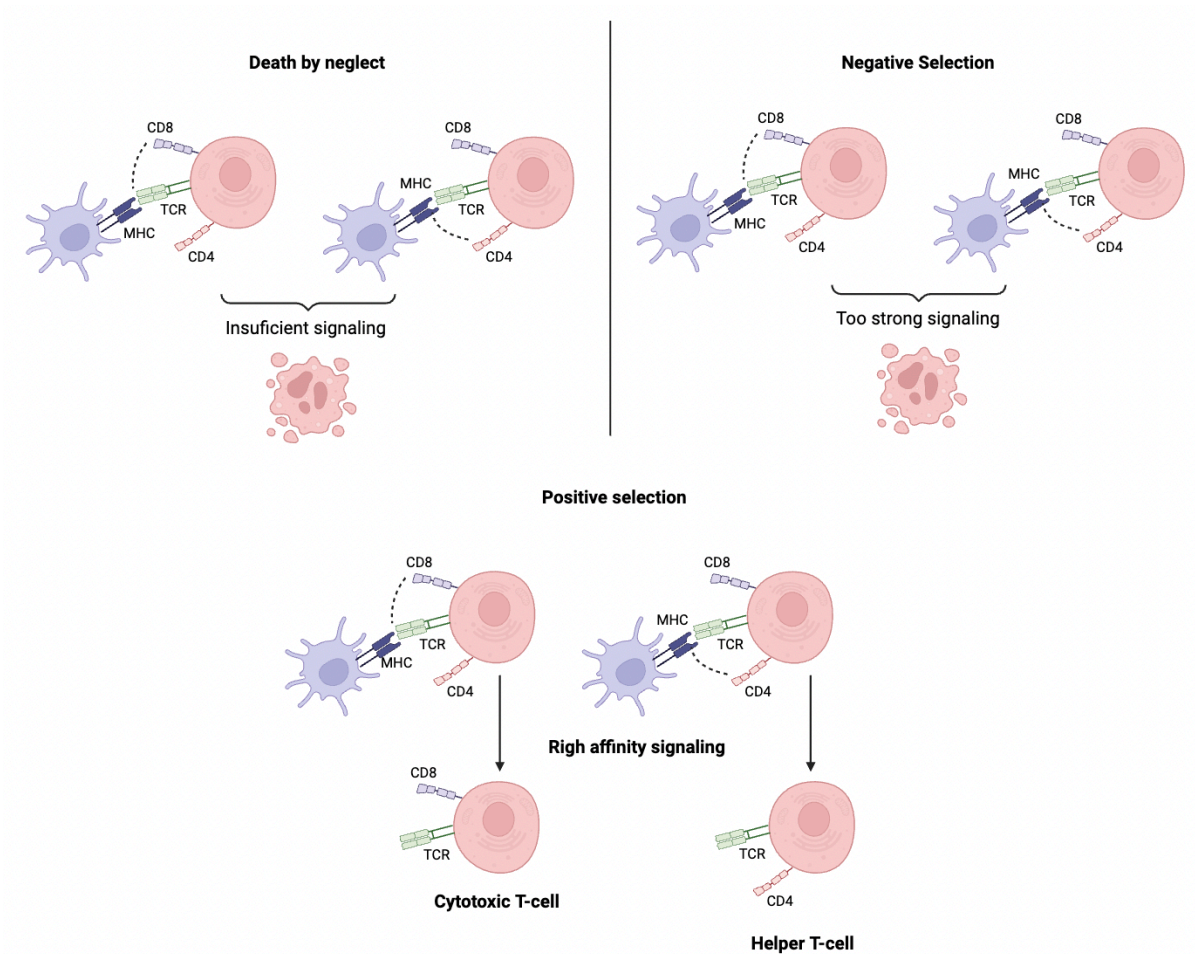 Death by neglect
CD8
MHC
TCR
CD4
CD8
MHC
TCR
CD4
Insuficient signaling
Negative Selection
CD8
TCR
MHC
CD4
CD8
MHC
TCR
CD4
Too strong signaling
Positive selection
CD8
TCR
MHC
CD4
CD8
MHC
TCR
CD4
Righ affinity signaling
CD8
TCR
Cytotoxic T-cell
TCR
CD4
Helper T-cell